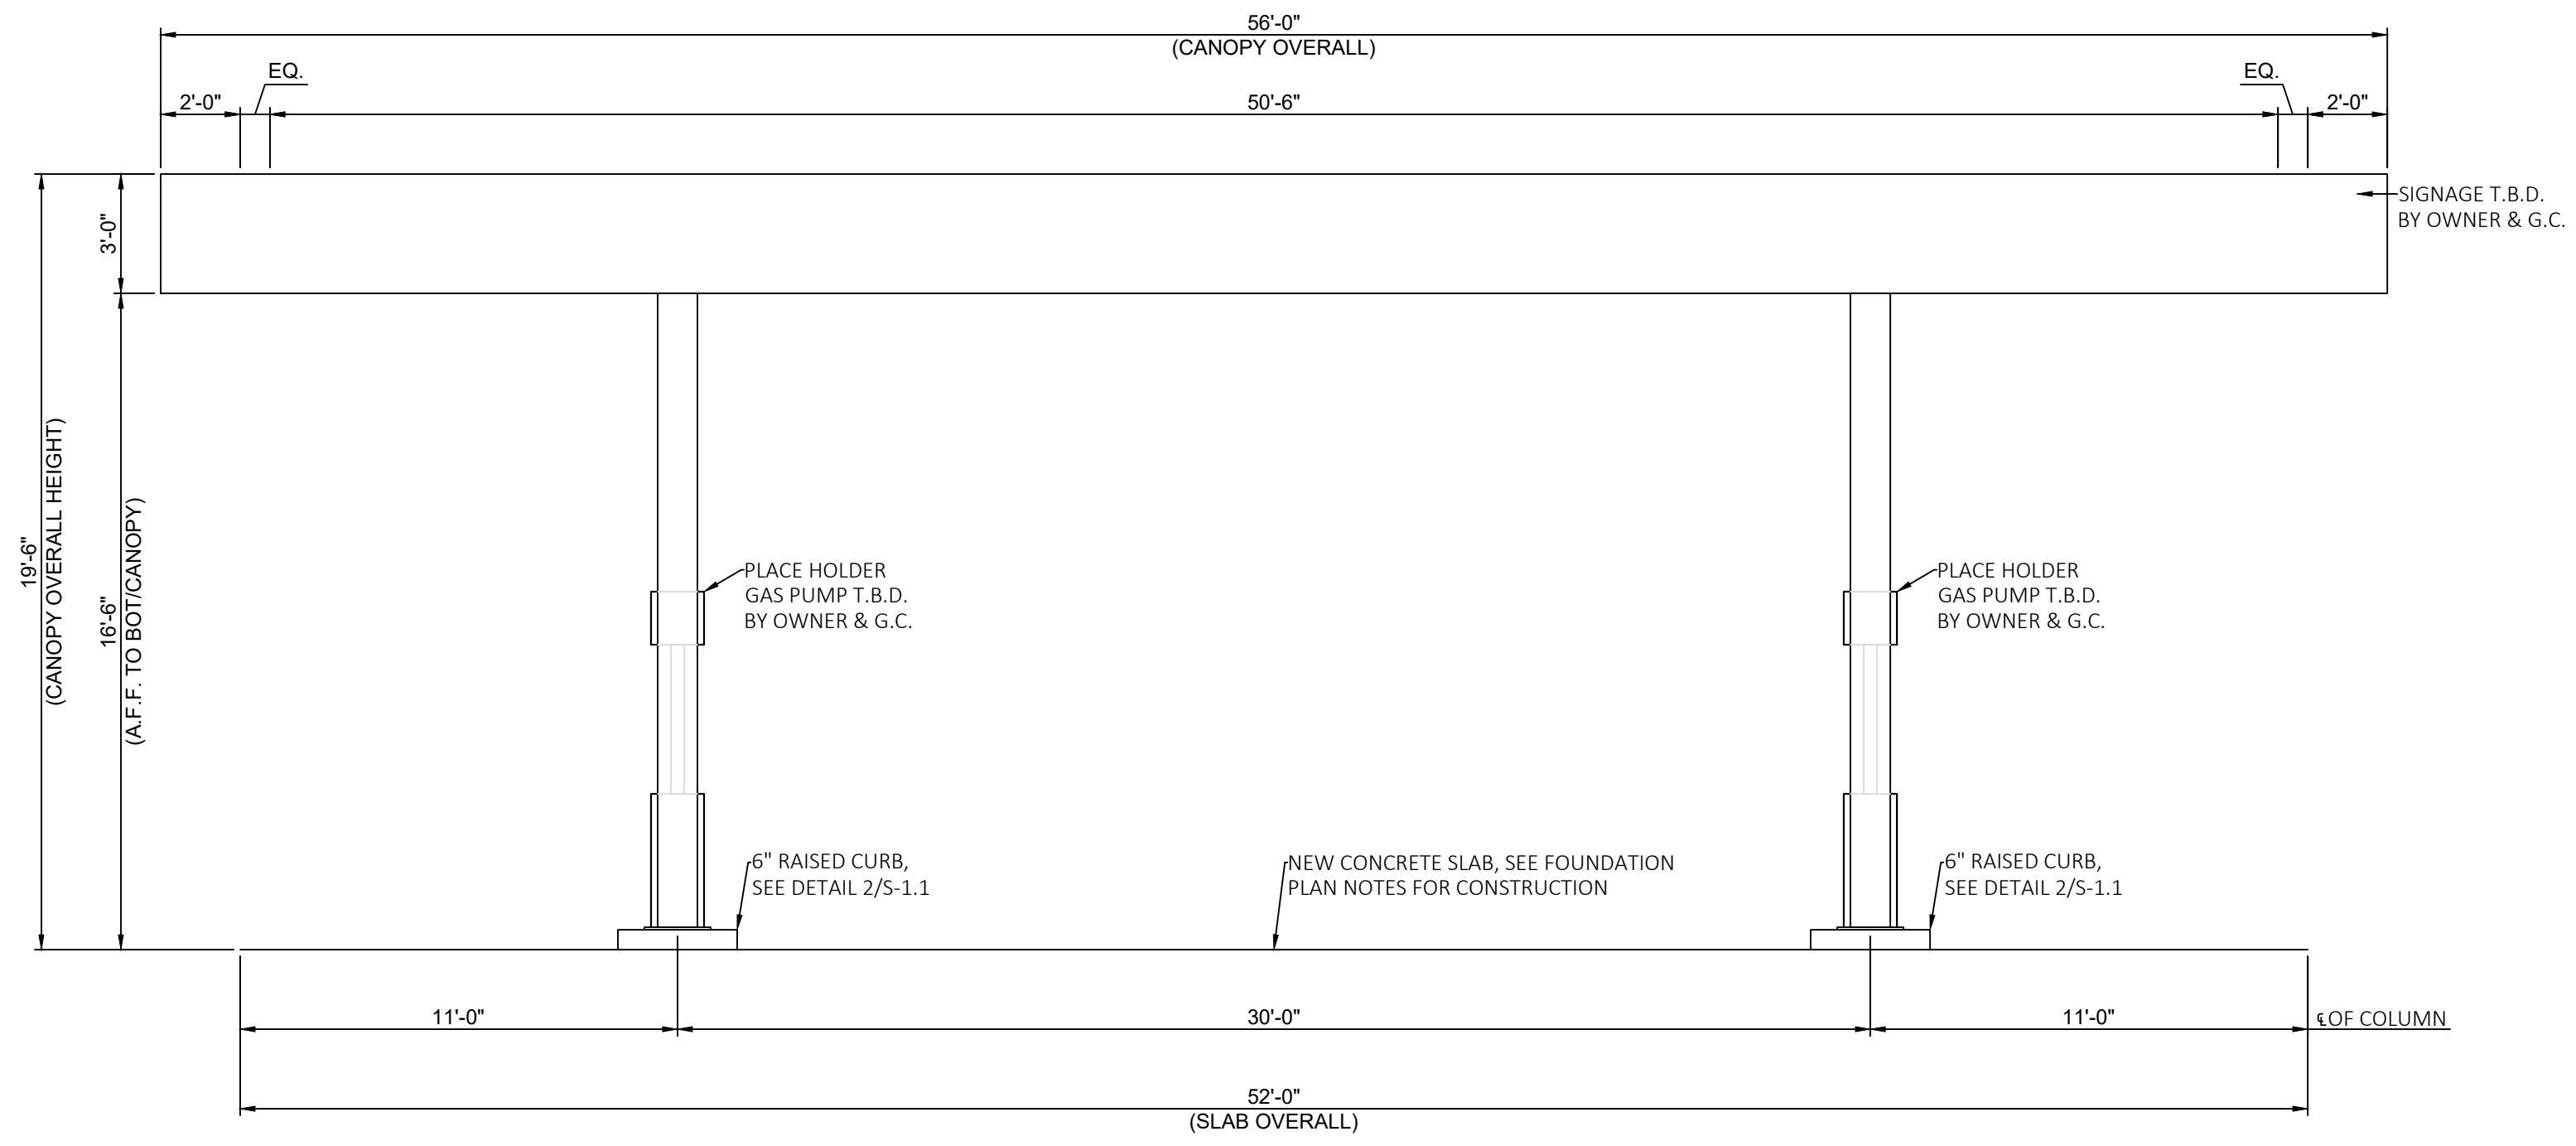 56'-0"
(CANOPY OVERALL)
EQ.
EQ.
2'-0"
50'-6"
2'-0"
SIGNAGE T.B.D.
BY OWNER & G.C.
3'-0"
19'-6"
(CANOPY OVERALL HEIGHT)
16'-6"
(A.F.F. TO BOT/CANOPY)
PLACE HOLDER
GAS PUMP T.B.D.
BY OWNER & G.C.
PLACE HOLDER
GAS PUMP T.B.D.
BY OWNER & G.C.
6" RAISED CURB,
SEE DETAIL 2/S-1.1
NEW CONCRETE SLAB, SEE FOUNDATION
PLAN NOTES FOR CONSTRUCTION
6" RAISED CURB,
SEE DETAIL 2/S-1.1
11'-0"
30'-0"
11'-0"
℄ OF COLUMN
52'-0"
(SLAB OVERALL)